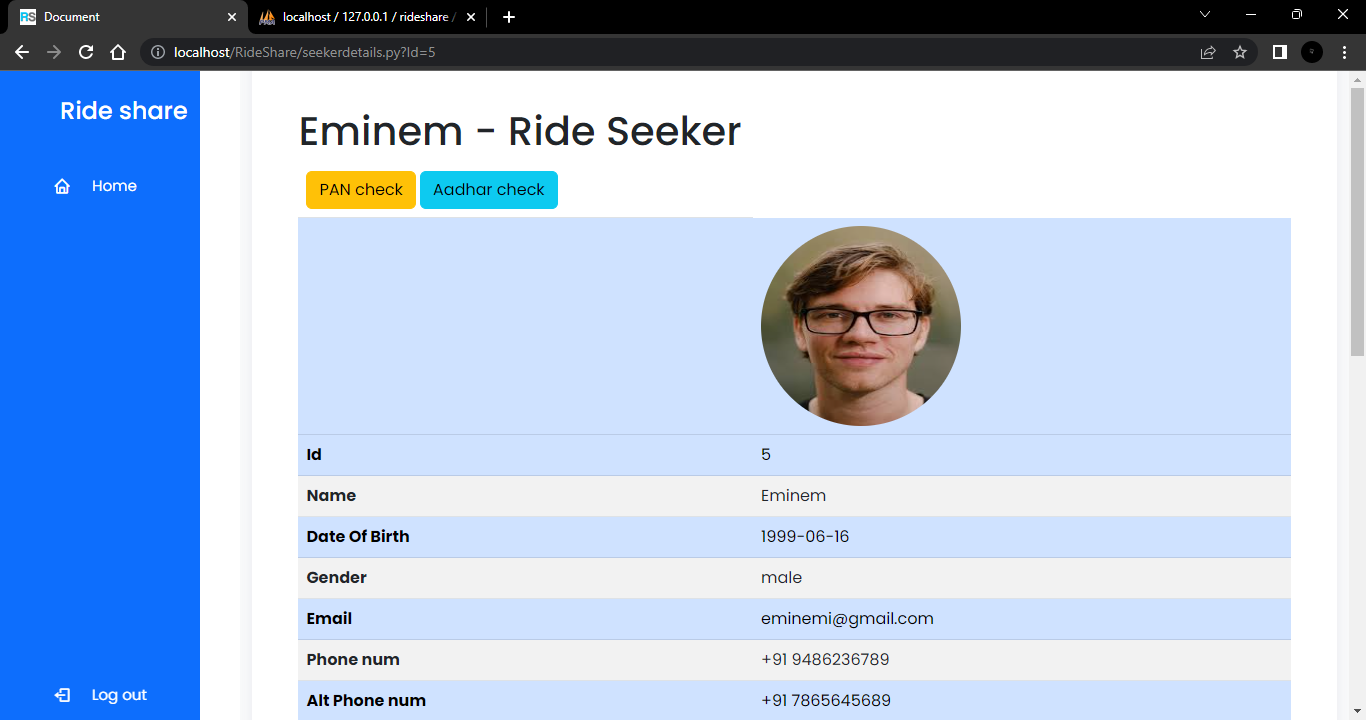 RS Document
localhost / 127.0.0.1 / rideshare /
localhost/RideShare/seekerdetails.py?Id=5
Ride share
Home
Log out
Eminem - Ride Seeker
PAN check Aadhar check
Id 5
Name Eminem
Date Of Birth 1999-06-16
Gender male
Email eminemi@gmail.com
Phone num +91 9486236789
Alt Phone num +91 7865645689